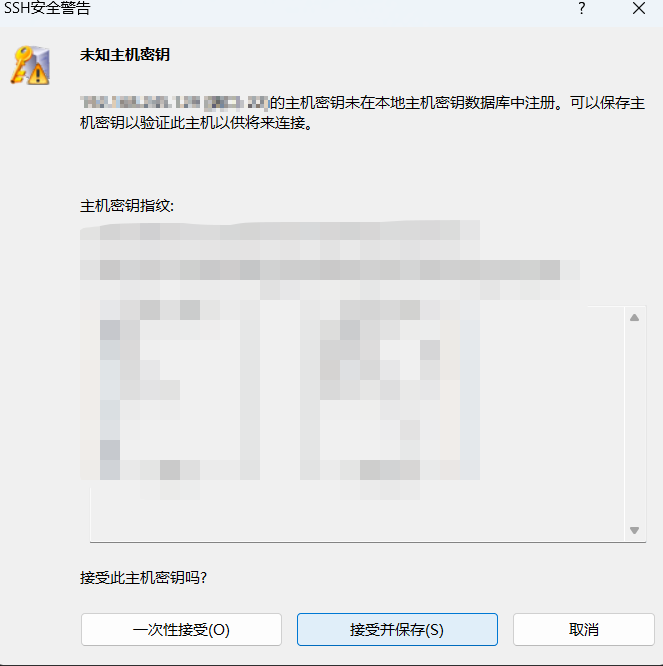 SSH安全警告
未知主机密钥
的主机密钥未在本地主机密钥数据库中注册。可以保存主
机密钥以验证此主机以供将来连接。
主机密钥指纹:
接受此主机密钥吗?
一次性接受(O)
接受并保存(S)
取消